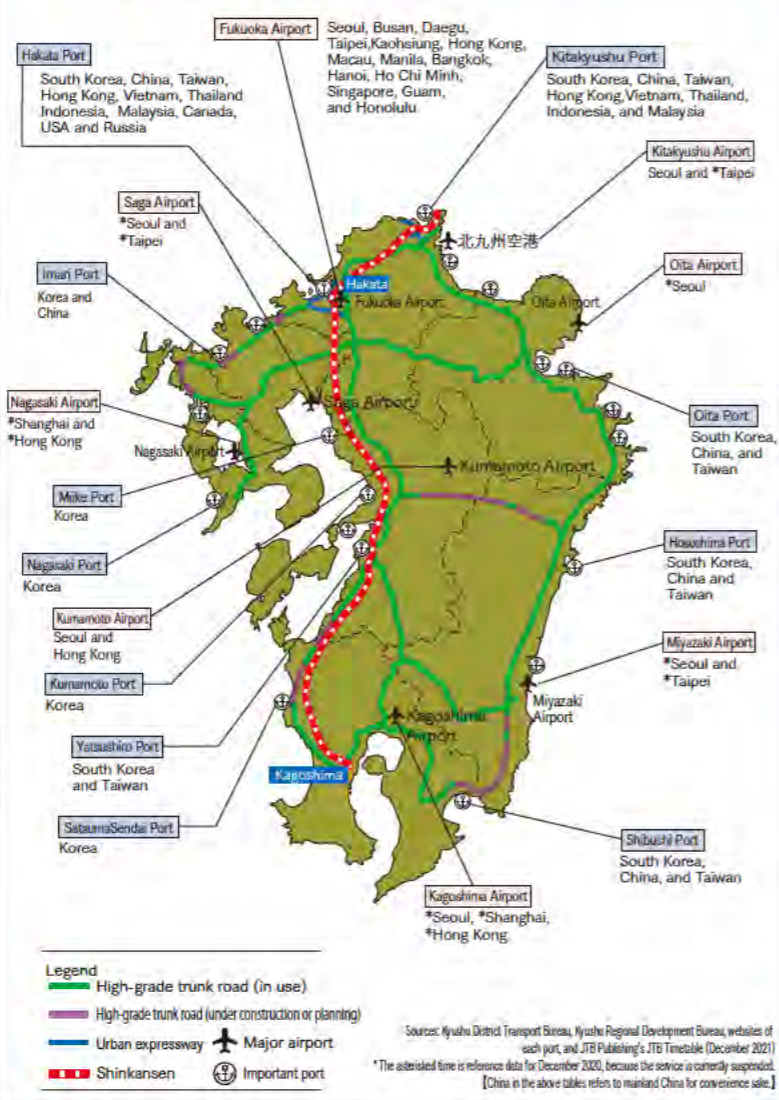 Fukuoka Airport
Seoul, Busan, Daegu,
Taipei,Kaohsiung, Hong Kong,
Macau, Manila, Bangkok,
Hanoi, Ho Chi Minh,
Singapore, Guam,
and Honolulu
Hakata Port
South Korea, China, Taiwan,
Hong Kong, Vietnam, Thailand
Indonesia, Malaysia, Canada,
USA and Russia
Kitakyushu Port
South Korea, China, Taiwan,
Hong Kong,Vietnam, Thailand,
Indonesia, and Malaysia
Kitakyushu Airport
Seoul and *Taipei
Saga Airport
*Seoul and
*Taipei
北九州空港
Imari Port
Korea and
China
Hakata
Fukuoka Airport
Oita Airport
Oita Airport
*Seoul
Nagasaki Airport
*Shanghai and
*Hong Kong
Saga Airport
Nagasaki Airport
Oita Port
South Korea,
China, and
Taiwan
Kumamoto Airport
Miike Port
Korea
Nagasaki Port
Korea
Hososhima Port
South Korea,
China and
Taiwan
Kumamoto Airport
Seoul and
Hong Kong
Miyazaki Airport
*Seoul and
*Taipei
Kumamoto Port
Korea
Miyazaki
Airport
Kagoshima
Airport
Yatsushiro Port
South Korea
and Taiwan
Kagoshima
SatsumaSendai Port
Korea
Shibushi Port
South Korea,
China, and Taiwan
Kagoshima Airport
*Seoul, *Shanghai,
*Hong Kong
Legend
High-grade trunk road (in use)
High-grade trunk road (under construction or planning)
Urban expressway
Major airport
Shinkansen
Important port
Sources: Kyushu District Transport Bureau, Kyushu Regional Development Bureau, websites of
each port, and JTB Publishing's JTB Timetable (December 2021)
*The asterisked time is reference data for December 2020, because the service is currently suspended.
【China in the above tables refers to mainland China for convenience sake.】